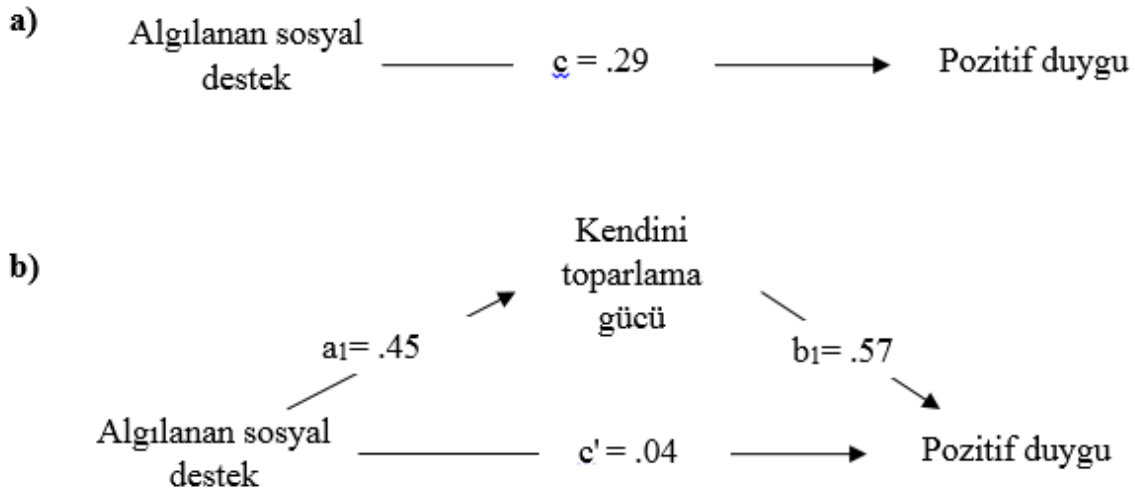 a)
Algılanan sosyal
destek
c = .29
Pozitif duygu
b)
Kendini
toparlama
gücü
a1= .45
b1= .57
Algılanan sosyal
destek
c' = .04
Pozitif duygu